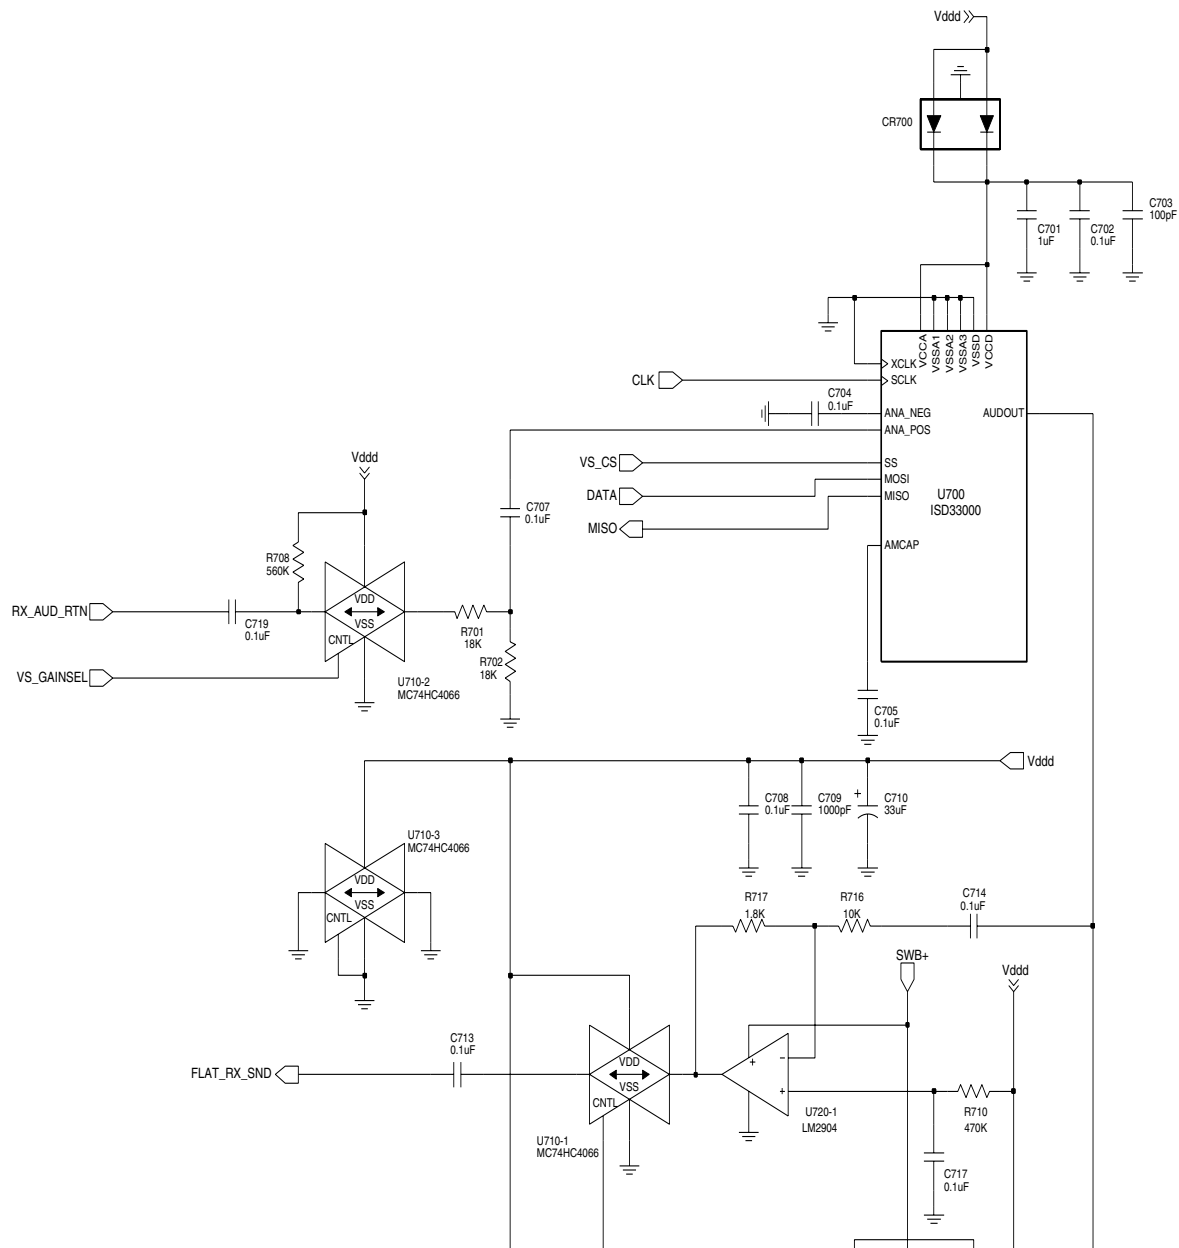 Vddd
CR700
C703
100pF
C701
1uF
C702
0.1uF
VCCA
VSSA1
VSSA2
VSSA3
VSSD
VCCD
XCLK
CLK
SCLK
C704
0.1uF
ANA_NEG
AUDOUT
ANA_POS
Vddd
VS_CS
SS
MOSI
DATA
MISO
U700
ISD33000
C707
0.1uF
MISO
AMCAP
R708
560K
VDD
RX_AUD_RTN
VSS
C719
0.1uF
CNTL
R701
18K
R702
18K
VS_GAINSEL
U710-2
MC74HC4066
C705
0.1uF
Vddd
C708
0.1uF
C709
1000pF
+
C710
33uF
U710-3
MC74HC4066
VDD
VSS
CNTL
R717
1.8K
R716
10K
C714
0.1uF
SWB+
Vddd
C713
0.1uF
VDD
+
-
FLAT_RX_SND
VSS
+
CNTL
U720-1
LM2904
R710
470K
U710-1
MC74HC4066
C717
0.1uF